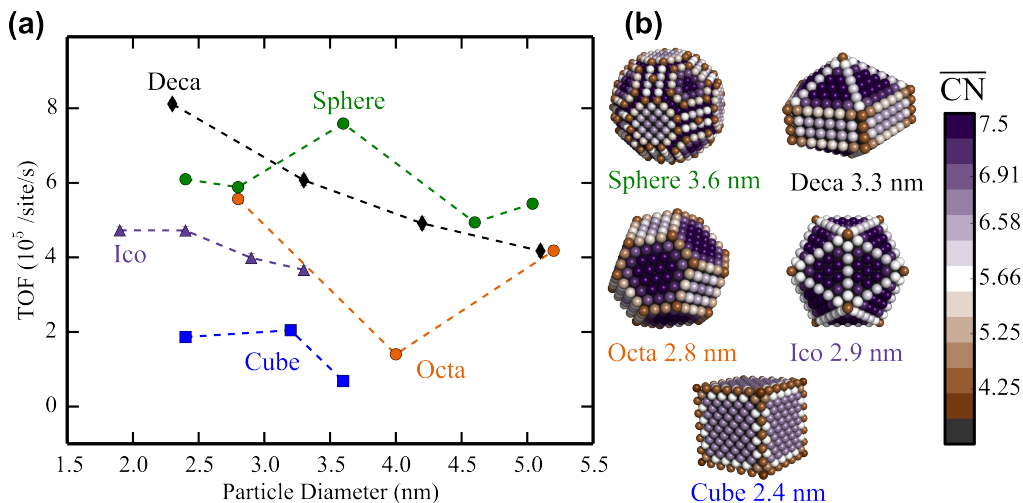 (a)
(b)
TOF (10⁵ /site/s)
8
6
4
2
0
Deca
Sphere
Ico
Cube
Octa
1.5 2.0 2.5 3.0 3.5 4.0 4.5 5.0 5.5
Particle Diameter (nm)
Sphere 3.6 nm
Deca 3.3 nm
Octa 2.8 nm
Ico 2.9 nm
Cube 2.4 nm
CN
7.5
6.91
6.58
5.66
5.25
4.25